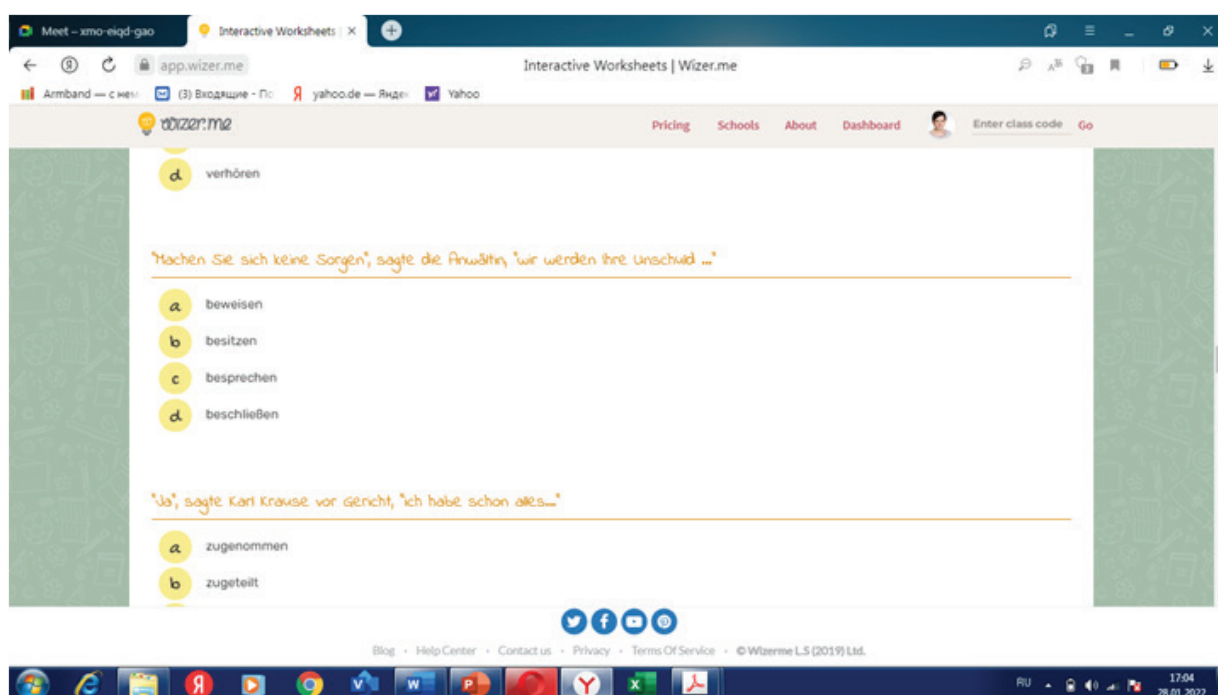 Meet – xmo-eiqd-gao
Interactive Worksheets | ×
app.wizer.me
Interactive Worksheets | Wizer.me
Armband — с нем
(3) Входящие - По
yahoo.de — Янде
Yahoo
wizer.me
Pricing Schools About Dashboard Enter class code Go
d verhören
"Machen Sie sich keine Sorgen", sagte die Anwältin, "wir werden Ihre Unschuld ..."
a beweisen
b besitzen
c besprechen
d beschließen
"Ja", sagte Karl Krause vor Gericht, "ich habe schon alles..."
a zugenommen
b zugeteilt
Blog · Help Center · Contact us · Privacy · Terms Of Service · © Wizerme L.S (2019) Ltd.
RU 17:04
28.01.2022